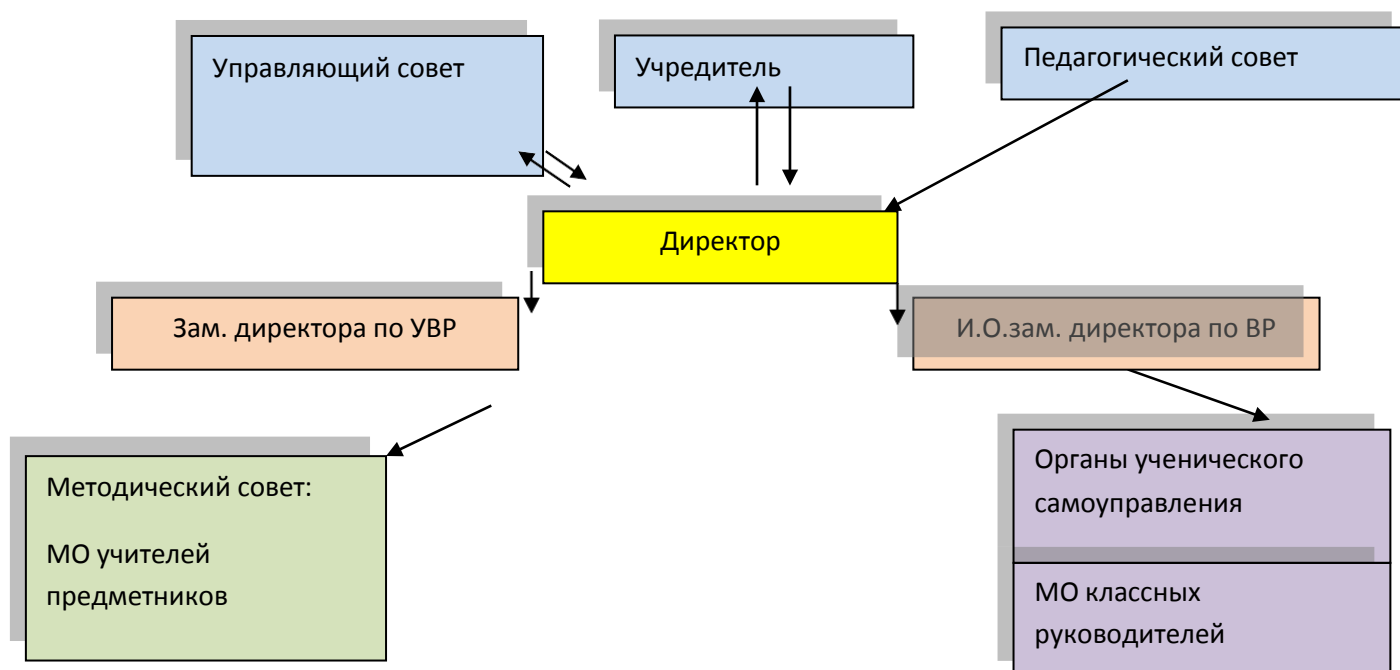 Управляющий совет
Учредитель
Педагогический совет
Директор
Зам. директора по УВР
И.О.зам. директора по ВР
Методический совет:
МО учителей
предметников
Органы ученического
самоуправления
МО классных
руководителей